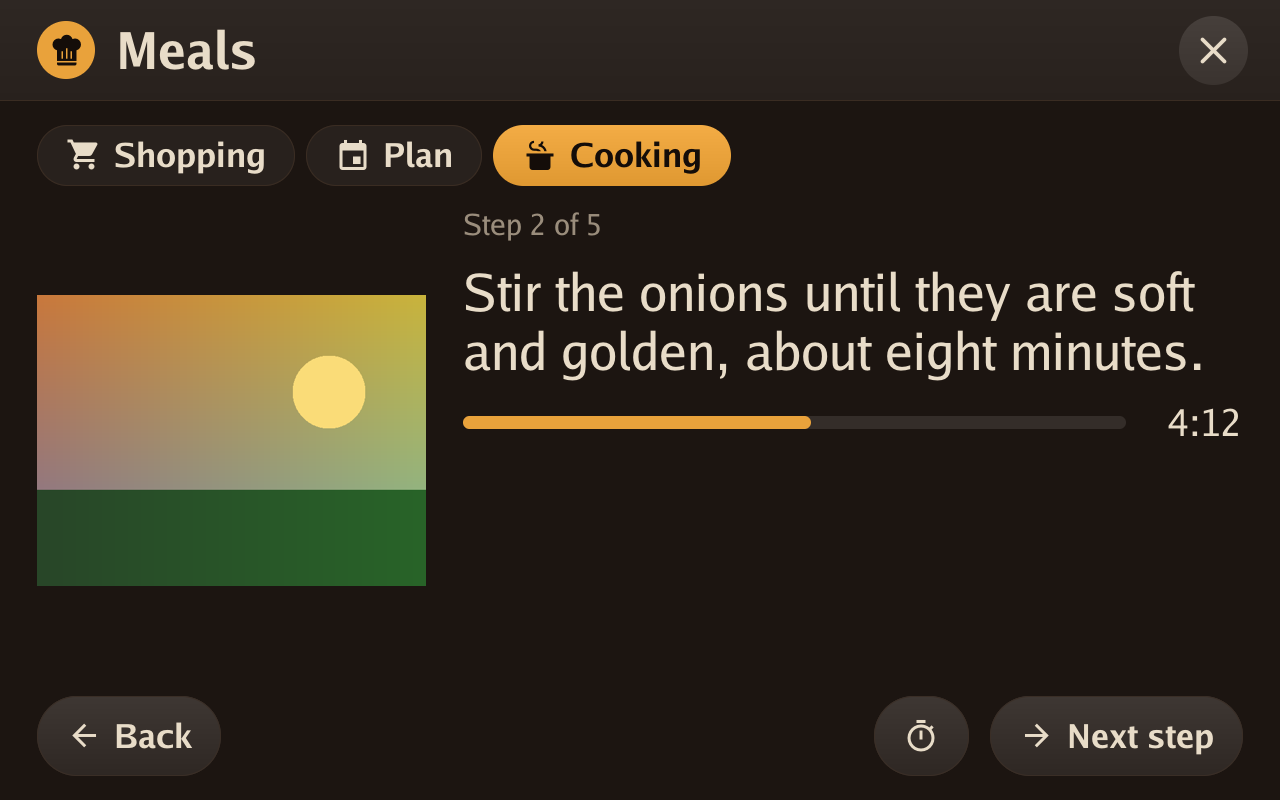 Meals
Shopping
Plan
Cooking
Step 2 of 5
Stir the onions until they are soft
and golden, about eight minutes.
4:12
Back
Next step